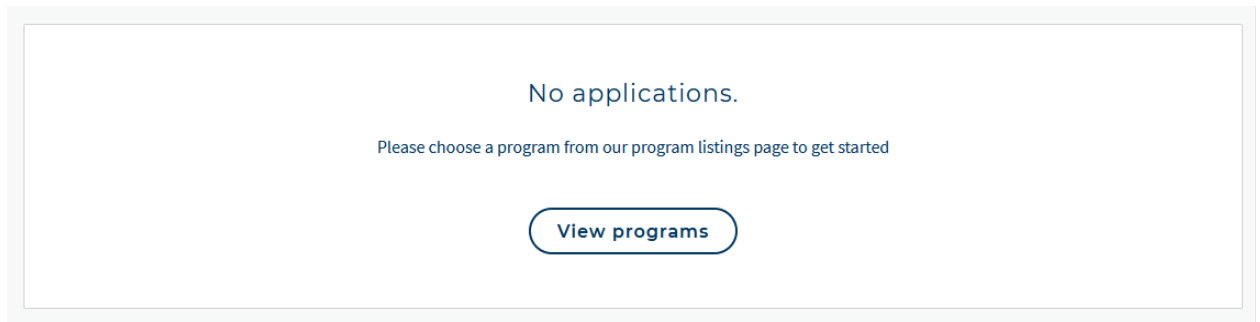 No applications.
Please choose a program from our program listings page to get started
View programs